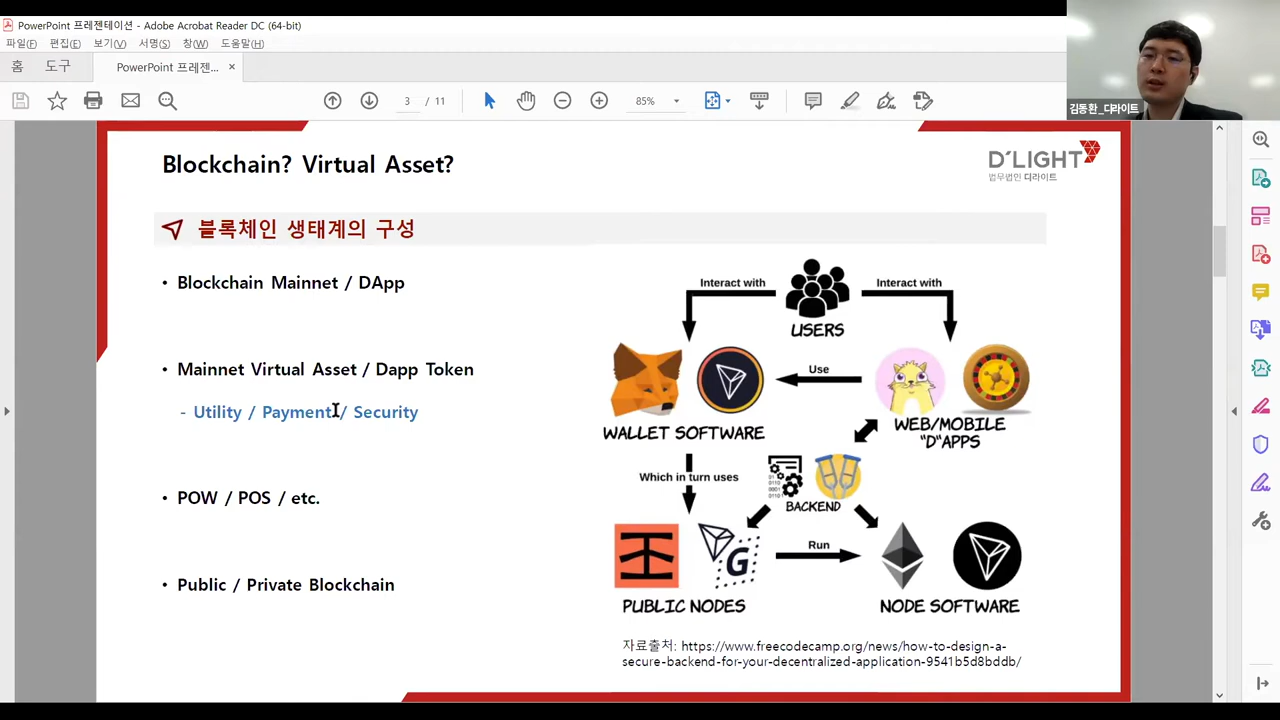 PowerPoint 프레젠테이션 - Adobe Acrobat Reader DC (64-bit)
파일(F) 편집(E) 보기(V) 서명(S) 창(W) 도움말(H)
홈 도구 PowerPoint 프레젠... ×
3 / 11 85%
김동환_디라이트
Blockchain? Virtual Asset?
D'LIGHT
법무법인 디라이트
블록체인 생태계의 구성
• Blockchain Mainnet / DApp
• Mainnet Virtual Asset / Dapp Token
- Utility / Payment / Security
• POW / POS / etc.
• Public / Private Blockchain
Interact with
Interact with
USERS
Use
WALLET SOFTWARE
WEB/MOBILE
"D"APPS
Which in turn uses
BACKEND
Run
PUBLIC NODES
NODE SOFTWARE
자료출처: https://www.freecodecamp.org/news/how-to-design-a-
secure-backend-for-your-decentralized-application-9541b5d8bddb/